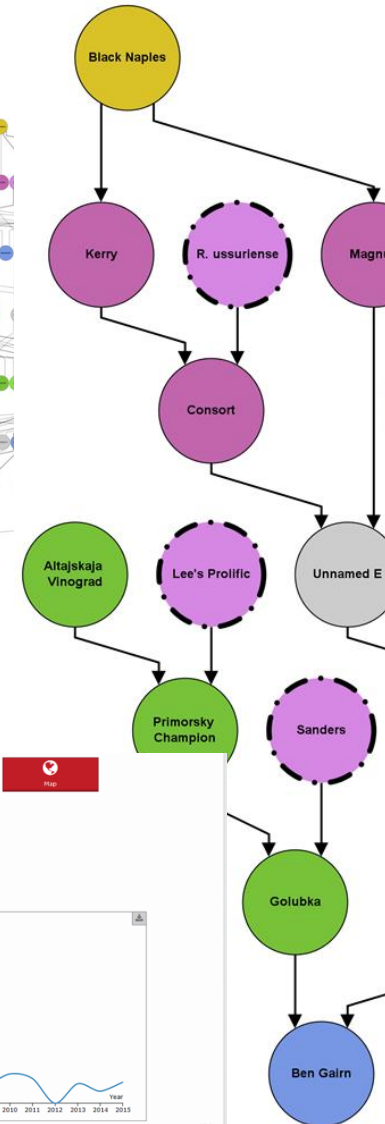 Black Naples
Kerry
R. ussuriense
Magnu
Consort
Altajskaja
Vinograd
Lee's Prolific
Unnamed E
Primorsky
Champion
Sanders
Map
Golubka
Year
2010 2011 2012 2013 2014 2015
Ben Gairn